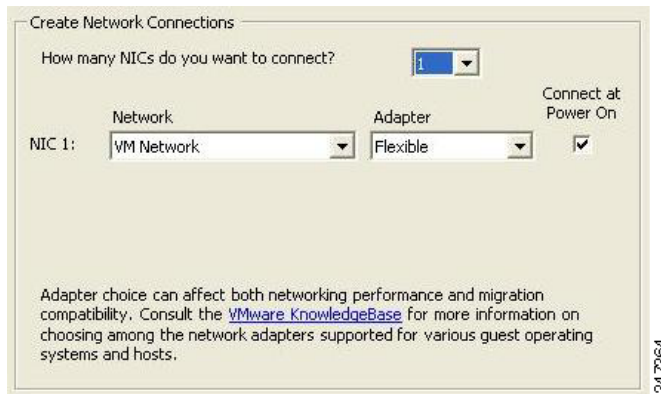 Create Network Connections
How many NICs do you want to connect?
1
Network
Adapter
Connect at
Power On
NIC 1:
VM Network
Flexible
Adapter choice can affect both networking performance and migration
compatibility. Consult the VMware KnowledgeBase for more information on
choosing among the network adapters supported for various guest operating
systems and hosts.